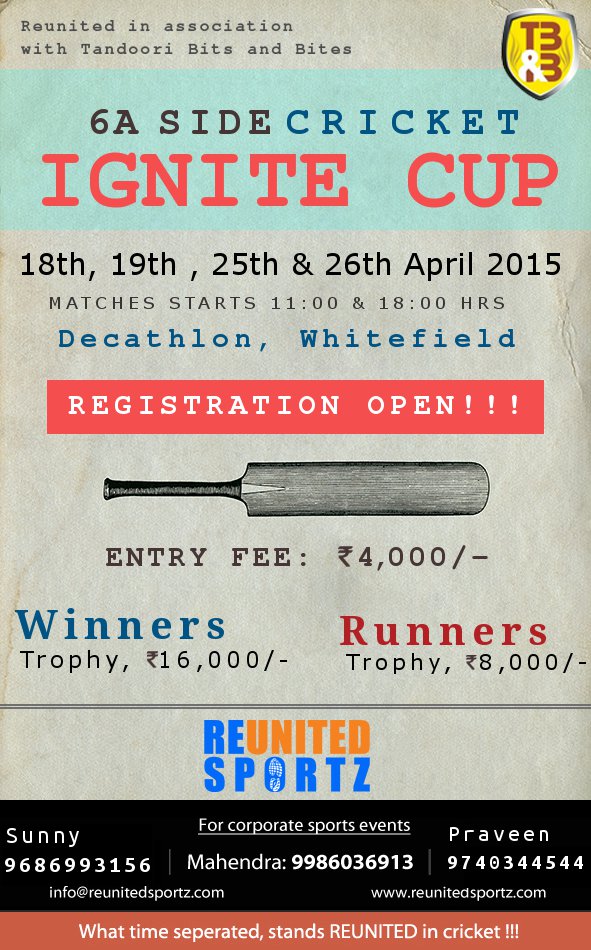 Reunited in association
with Tandoori Bits and Bites
TB
&B
6A SIDE CRICKET
IGNITE CUP
18th, 19th , 25th & 26th April 2015
MATCHES STARTS 11:00 & 18:00 HRS
Decathlon, Whitefield
REGISTRATION OPEN!!!
ENTRY FEE: ₹4,000/-
Winners
Trophy, ₹16,000/-
Runners
Trophy, ₹8,000/-
REUNITED
SPORTZ
For corporate sports events
Sunny
9686993156
Mahendra: 9986036913
Praveen
9740344544
info@reunitedsportz.com
www.reunitedsportz.com
What time seperated, stands REUNITED in cricket !!!